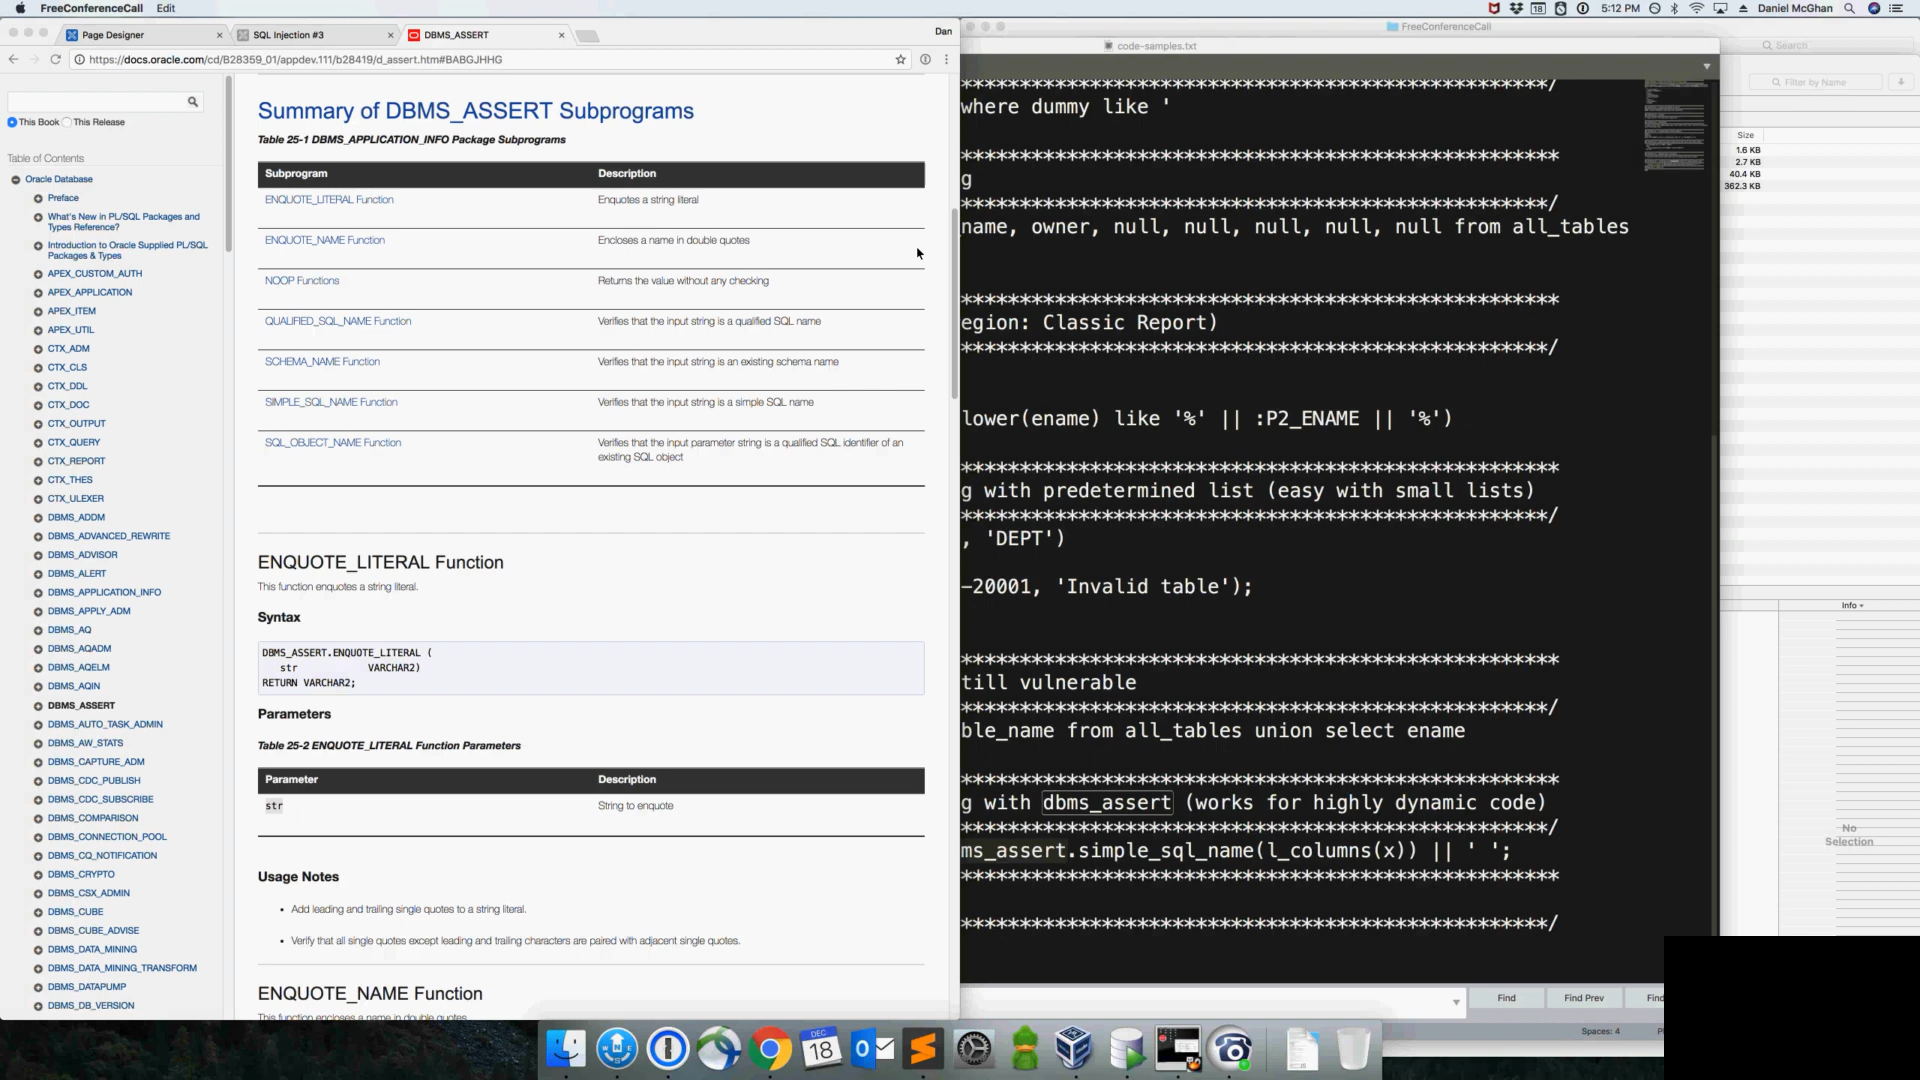 FreeConferenceCall Edit
18 5:12 PM Daniel McGhan
Page Designer SQL Injection #3 DBMS_ASSERT Dan
https://docs.oracle.com/cd/B28359_01/appdev.111/b28419/d_assert.htm#BABGJHHG
This Book This Release
Table of Contents
Oracle Database
Preface
What's New in PL/SQL Packages and
Types Reference?
Introduction to Oracle Supplied PL/SQL
Packages & Types
APEX_CUSTOM_AUTH
APEX_APPLICATION
APEX_ITEM
APEX_UTIL
CTX_ADM
CTX_CLS
CTX_DDL
CTX_DOC
CTX_OUTPUT
CTX_QUERY
CTX_REPORT
CTX_THES
CTX_ULEXER
DBMS_ADDM
DBMS_ADVANCED_REWRITE
DBMS_ADVISOR
DBMS_ALERT
DBMS_APPLICATION_INFO
DBMS_APPLY_ADM
DBMS_AQ
DBMS_AQADM
DBMS_AQELM
DBMS_AQIN
DBMS_ASSERT
DBMS_AUTO_TASK_ADMIN
DBMS_AW_STATS
DBMS_CAPTURE_ADM
DBMS_CDC_PUBLISH
DBMS_CDC_SUBSCRIBE
DBMS_COMPARISON
DBMS_CONNECTION_POOL
DBMS_CQ_NOTIFICATION
DBMS_CRYPTO
DBMS_CSX_ADMIN
DBMS_CUBE
DBMS_CUBE_ADVISE
DBMS_DATA_MINING
DBMS_DATA_MINING_TRANSFORM
DBMS_DATAPUMP
DBMS_DB_VERSION
Summary of DBMS_ASSERT Subprograms
Table 25-1 DBMS_APPLICATION_INFO Package Subprograms
Subprogram Description
ENQUOTE_LITERAL Function Enquotes a string literal
ENQUOTE_NAME Function Encloses a name in double quotes
NOOP Functions Returns the value without any checking
QUALIFIED_SQL_NAME Function Verifies that the input string is a qualified SQL name
SCHEMA_NAME Function Verifies that the input string is an existing schema name
SIMPLE_SQL_NAME Function Verifies that the input string is a simple SQL name
SQL_OBJECT_NAME Function Verifies that the input parameter string is a qualified SQL identifier of an
existing SQL object
ENQUOTE_LITERAL Function
This function enquotes a string literal.
Syntax
DBMS_ASSERT.ENQUOTE_LITERAL (
str VARCHAR2)
RETURN VARCHAR2;
Parameters
Table 25-2 ENQUOTE_LITERAL Function Parameters
Parameter Description
str String to enquote
Usage Notes
• Add leading and trailing single quotes to a string literal.
• Verify that all single quotes except leading and trailing characters are paired with adjacent single quotes.
ENQUOTE_NAME Function
This function encloses a name in double quotes
FreeConferenceCall
code-samples.txt
Search
Filter by Name
**************************************************/
where dummy like '
**************************************************
g
**************************************************/
name, owner, null, null, null, null, null from all_tables
**************************************************
egion: Classic Report)
**************************************************/
lower(ename) like '%' || :P2_ENAME || '%')
**************************************************
g with predetermined list (easy with small lists)
**************************************************/
, 'DEPT')
-20001, 'Invalid table');
**************************************************
till vulnerable
**************************************************/
ble_name from all_tables union select ename
**************************************************
g with dbms_assert (works for highly dynamic code)
**************************************************/
ms_assert.simple_sql_name(l_columns(x)) || ' ';
**************************************************
**************************************************/
Find Find Prev Find
Spaces: 4
Size
1.6 KB
2.7 KB
40.4 KB
362.3 KB
Info
No
Selection
DEC
18